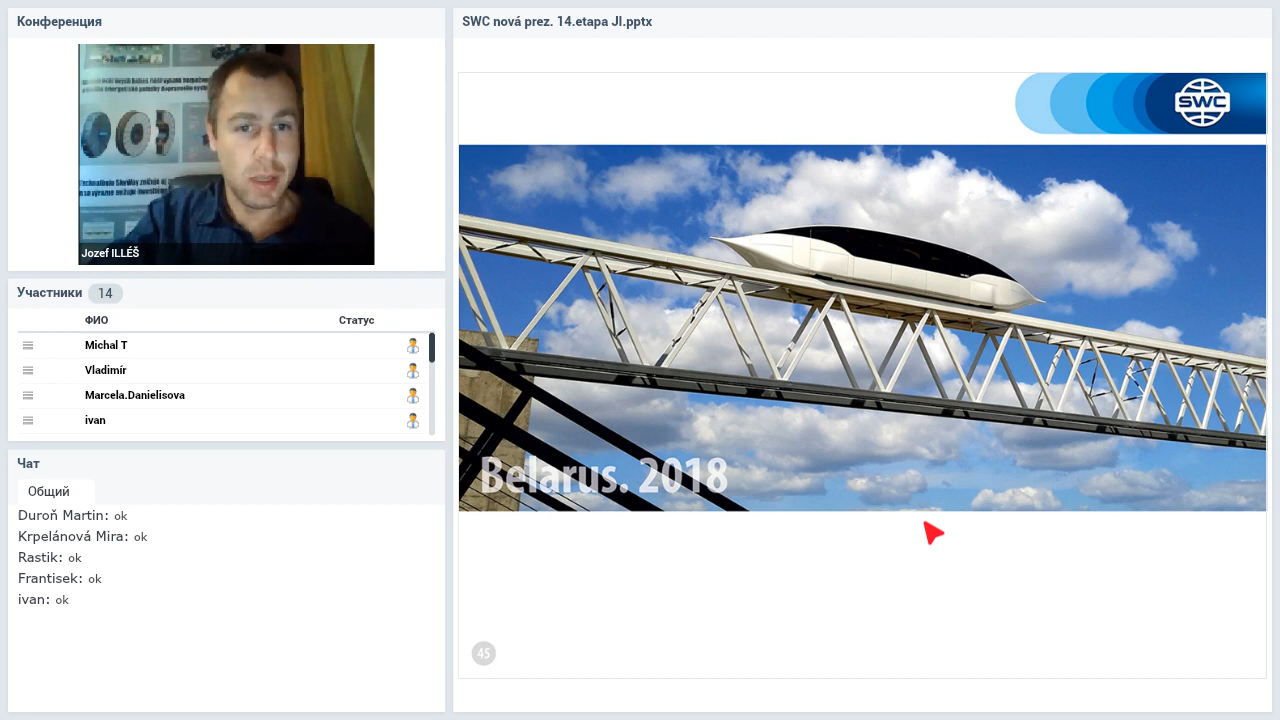 Конференция
Jozef ILLÉŠ
Участники 14
ФИО Статус
Michal T
Vladimír
Marcela.Danielisova
ivan
Чат
Общий
Duroň Martin: ok
Krpelánová Mira: ok
Rastik: ok
Frantisek: ok
ivan: ok
SWC nová prez. 14.etapa JI.pptx
SWC
Belarus. 2018
45